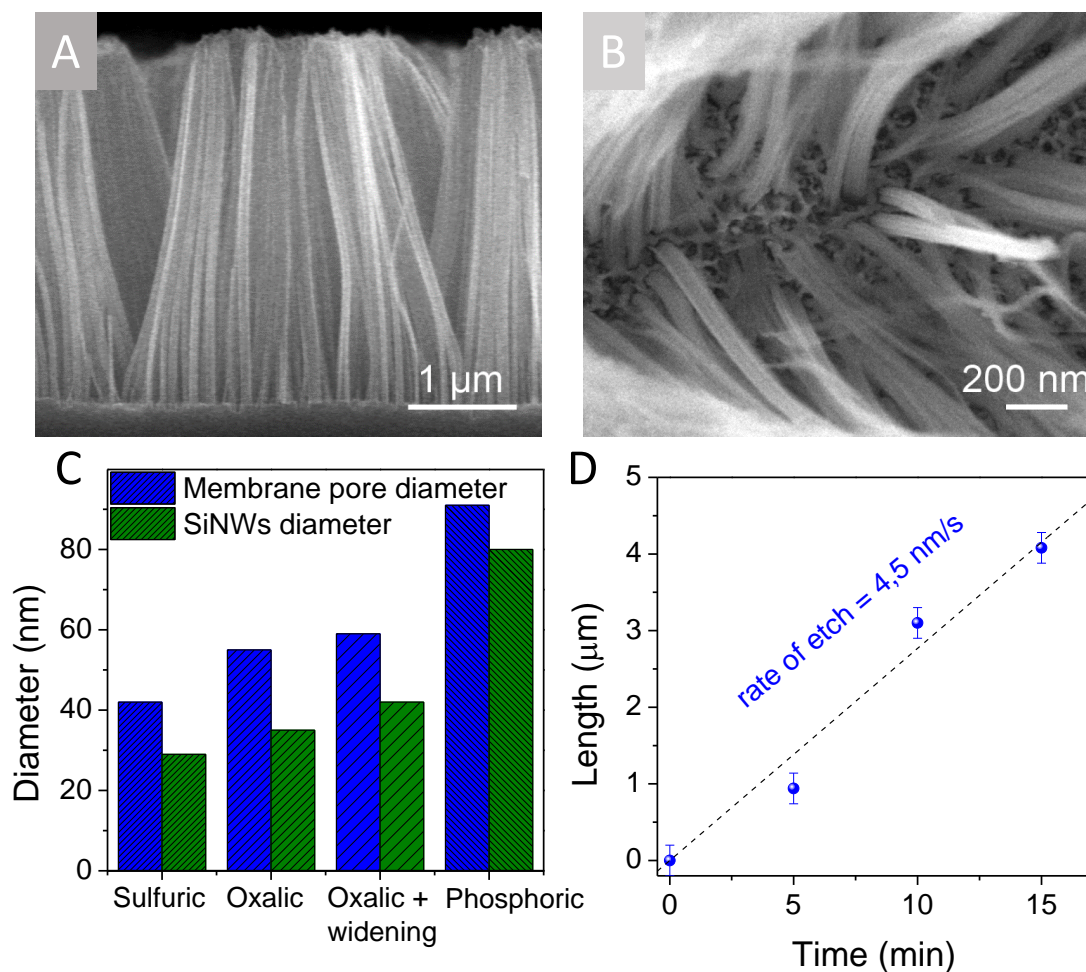 A
1 µm
B
200 nm
C
Membrane pore diameter
SiNWs diameter
Diameter (nm)
80
60
40
20
0
Sulfuric
Oxalic
Oxalic +
widening
Phosphoric
D
rate of etch = 4,5 nm/s
Length (µm)
5
4
3
2
1
0
0
5
10
15
Time (min)